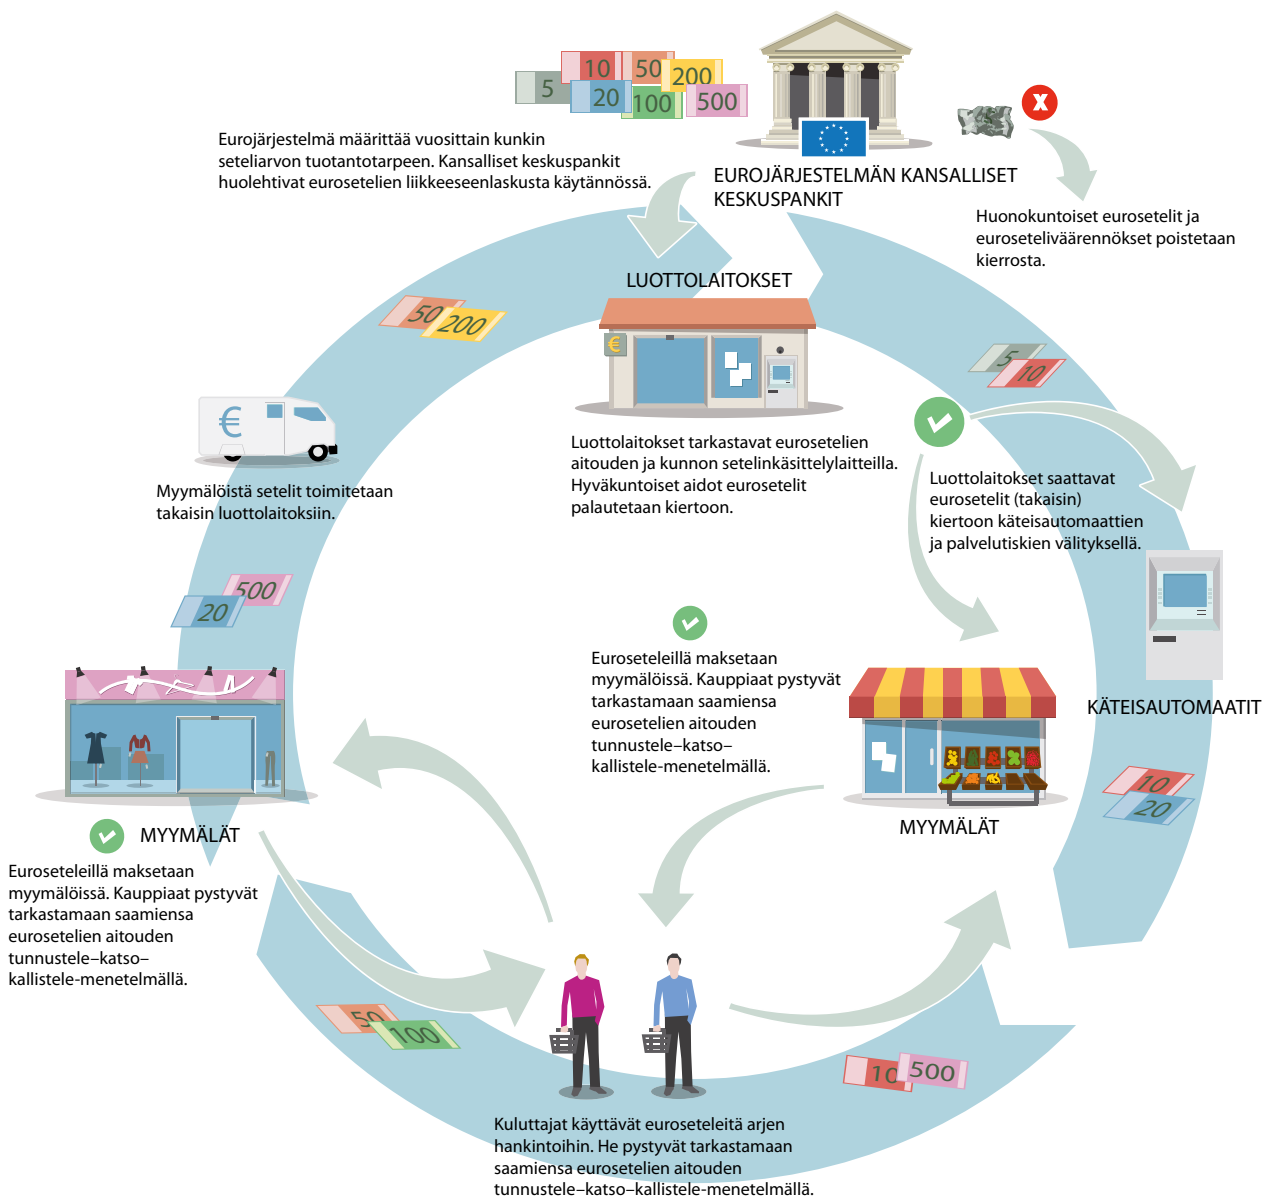 5
10
50
200
20
100
500
X
Eurojärjestelmä määrittää vuosittain kunkin
seteliarvon tuotantotarpeen. Kansalliset keskuspankit
huolehtivat eurosetelien liikkeeseenlaskusta käytännössä.
EUROJÄRJESTELMÄN KANSALLISET
KESKUSPANKIT
Huonokuntoiset eurosetelit ja
euroseteliväärennökset poistetaan
kierrosta.
LUOTTOLAITOKSET
50
200
€
5
10
€
Luottolaitokset tarkastavat eurosetelien
aitouden ja kunnon setelinkäsittelylaitteilla.
Hyväkuntoiset aidot eurosetelit
palautetaan kiertoon.
Luottolaitokset saattavat
eurosetelit (takaisin)
kiertoon käteisautomaattien
ja palvelutiskien välityksellä.
Myymälöistä setelit toimitetaan
takaisin luottolaitoksiin.
500
20
Euroseteleillä maksetaan
myymälöissä. Kauppiaat pystyvät
tarkastamaan saamiensa
eurosetelien aitouden
tunnustele–katso–
kallistele-menetelmällä.
KÄTEISAUTOMAATIT
10
20
MYYMÄLÄT
MYYMÄLÄT
Euroseteleillä maksetaan
myymälöissä. Kauppiaat pystyvät
tarkastamaan saamiensa
eurosetelien aitouden
tunnustele–katso–
kallistele-menetelmällä.
50
100
10
500
Kuluttajat käyttävät euroseteleitä arjen
hankintoihin. He pystyvät tarkastamaan
saamiensa eurosetelien aitouden
tunnustele–katso–kallistele-menetelmällä.